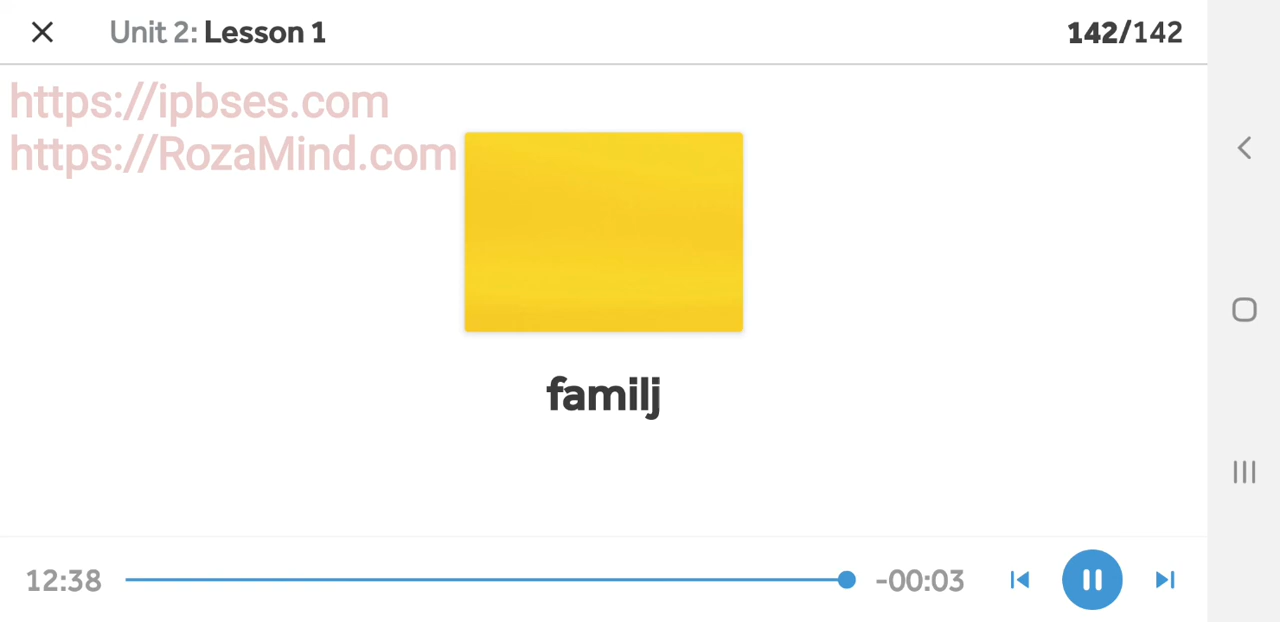 Unit 2: Lesson 1
142/142
https://ipbses.com
https://RozaMind.com
familj
12:38
-00:03